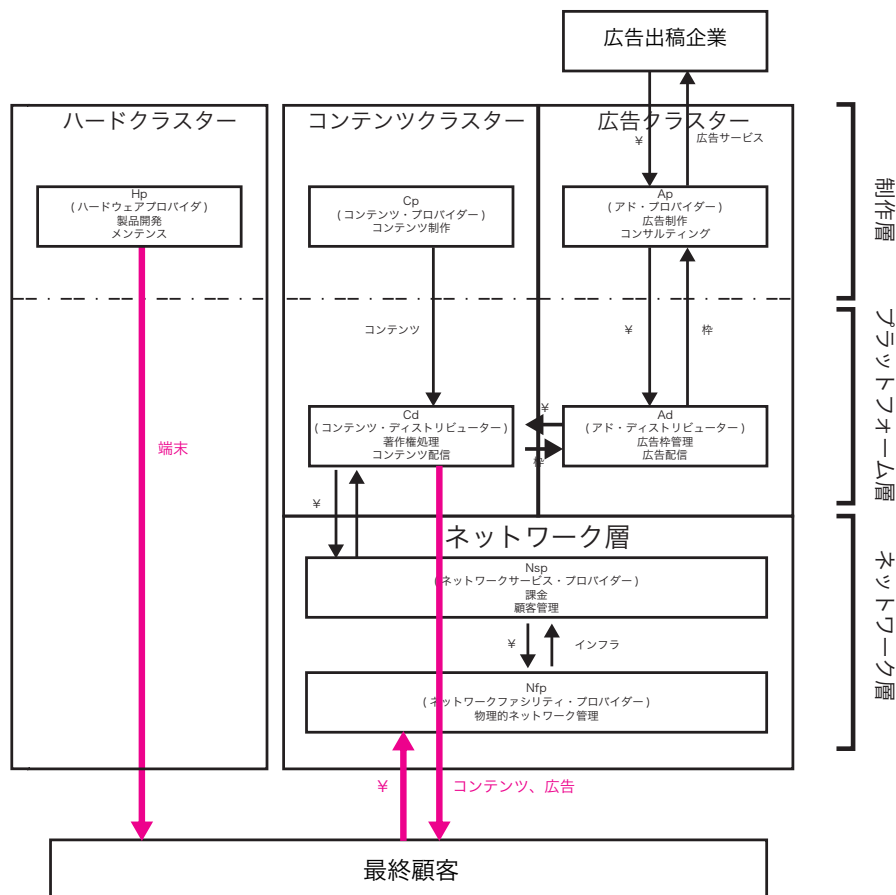 広告出稿企業
ハードクラスター
コンテンツクラスター
広告クラスター
¥
広告サービス
制作層
Hp
(ハードウェアプロバイダ)
製品開発
メンテンス
Cp
(コンテンツ・プロバイダー)
コンテンツ制作
Ap
(アド・プロバイダー)
広告制作
コンサルティング
コンテンツ
¥
枠
プラットフォーム層
Cd
(コンテンツ・ディストリビューター)
著作権処理
コンテンツ配信
¥
枠
Ad
(アド・ディストリビューター)
広告枠管理
広告配信
端末
¥
ネットワーク層
Nsp
(ネットワークサービス・プロバイダー)
課金
顧客管理
ネットワーク層
¥
インフラ
Nfp
(ネットワークファシリティ・プロバイダー)
物理的ネットワーク管理
¥
コンテンツ、広告
最終顧客